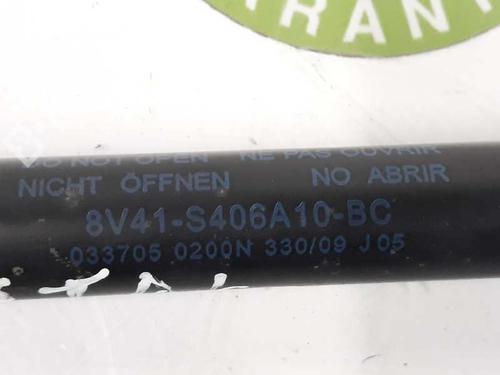 DO NOT OPEN NE PAS OUVRIR
NICHT ÖFFNEN NO ABRIR
8V41-S406A10-BC
033705 0200N 330/09 J05